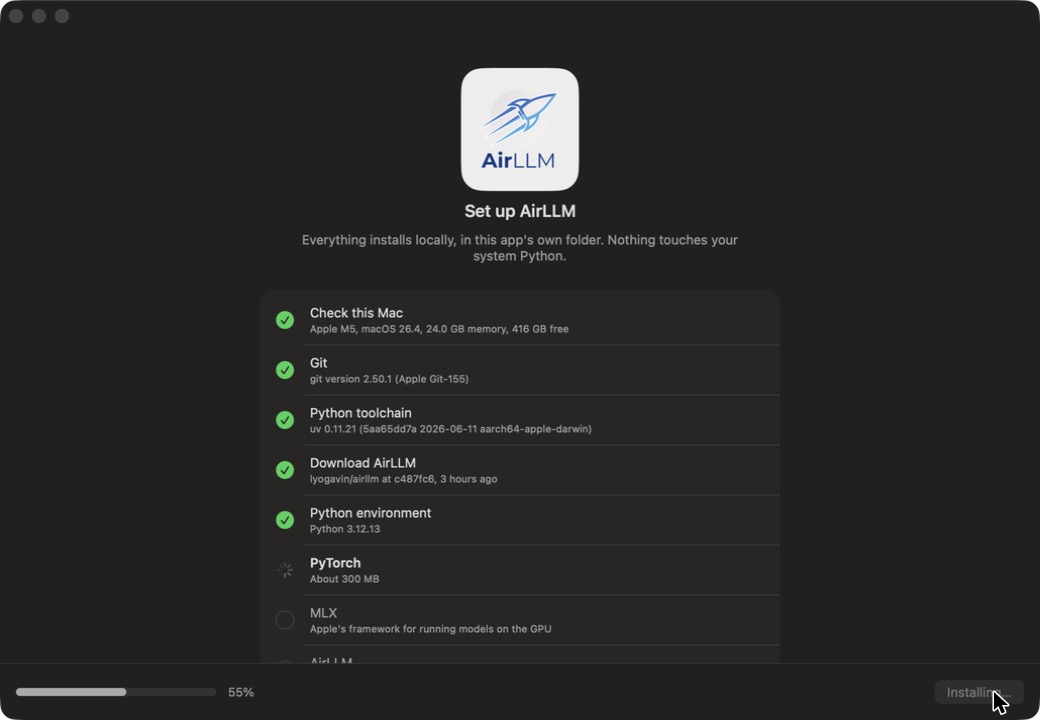 AirLLM
Set up AirLLM
Everything installs locally, in this app's own folder. Nothing touches your
system Python.
Check this Mac
Apple M5, macOS 26.4, 24.0 GB memory, 416 GB free
Git
git version 2.50.1 (Apple Git-155)
Python toolchain
uv 0.11.21 (5aa65dd7a 2026-06-11 aarch64-apple-darwin)
Download AirLLM
lyogavin/airllm at c487fc6, 3 hours ago
Python environment
Python 3.12.13
PyTorch
About 300 MB
MLX
Apple's framework for running models on the GPU
AirLLM
55%
Installing...